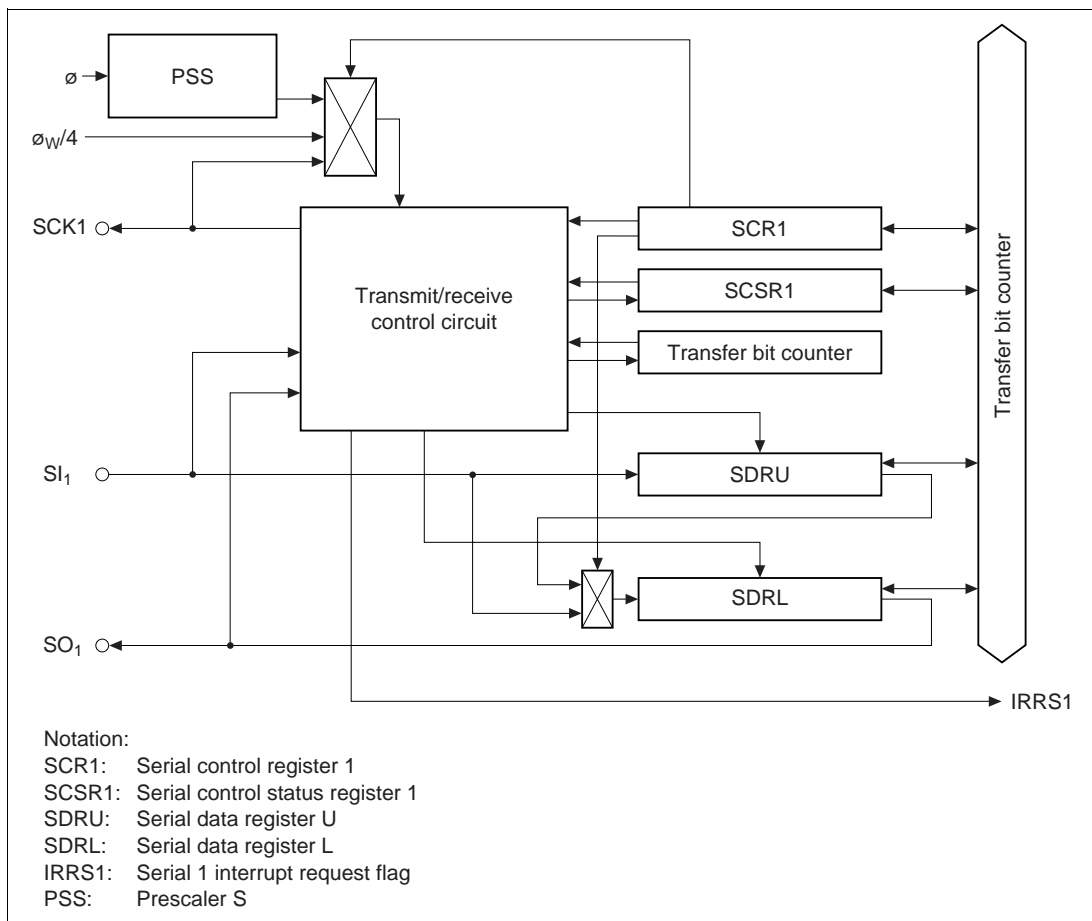 ø
PSS
øW/4
SCK1
SCR1
SCSR1
Transmit/receive
control circuit
Transfer bit counter
Transfer bit counter
SI1
SDRU
SDRL
SO1
IRRS1
Notation:
SCR1: Serial control register 1
SCSR1: Serial control status register 1
SDRU: Serial data register U
SDRL: Serial data register L
IRRS1: Serial 1 interrupt request flag
PSS: Prescaler S